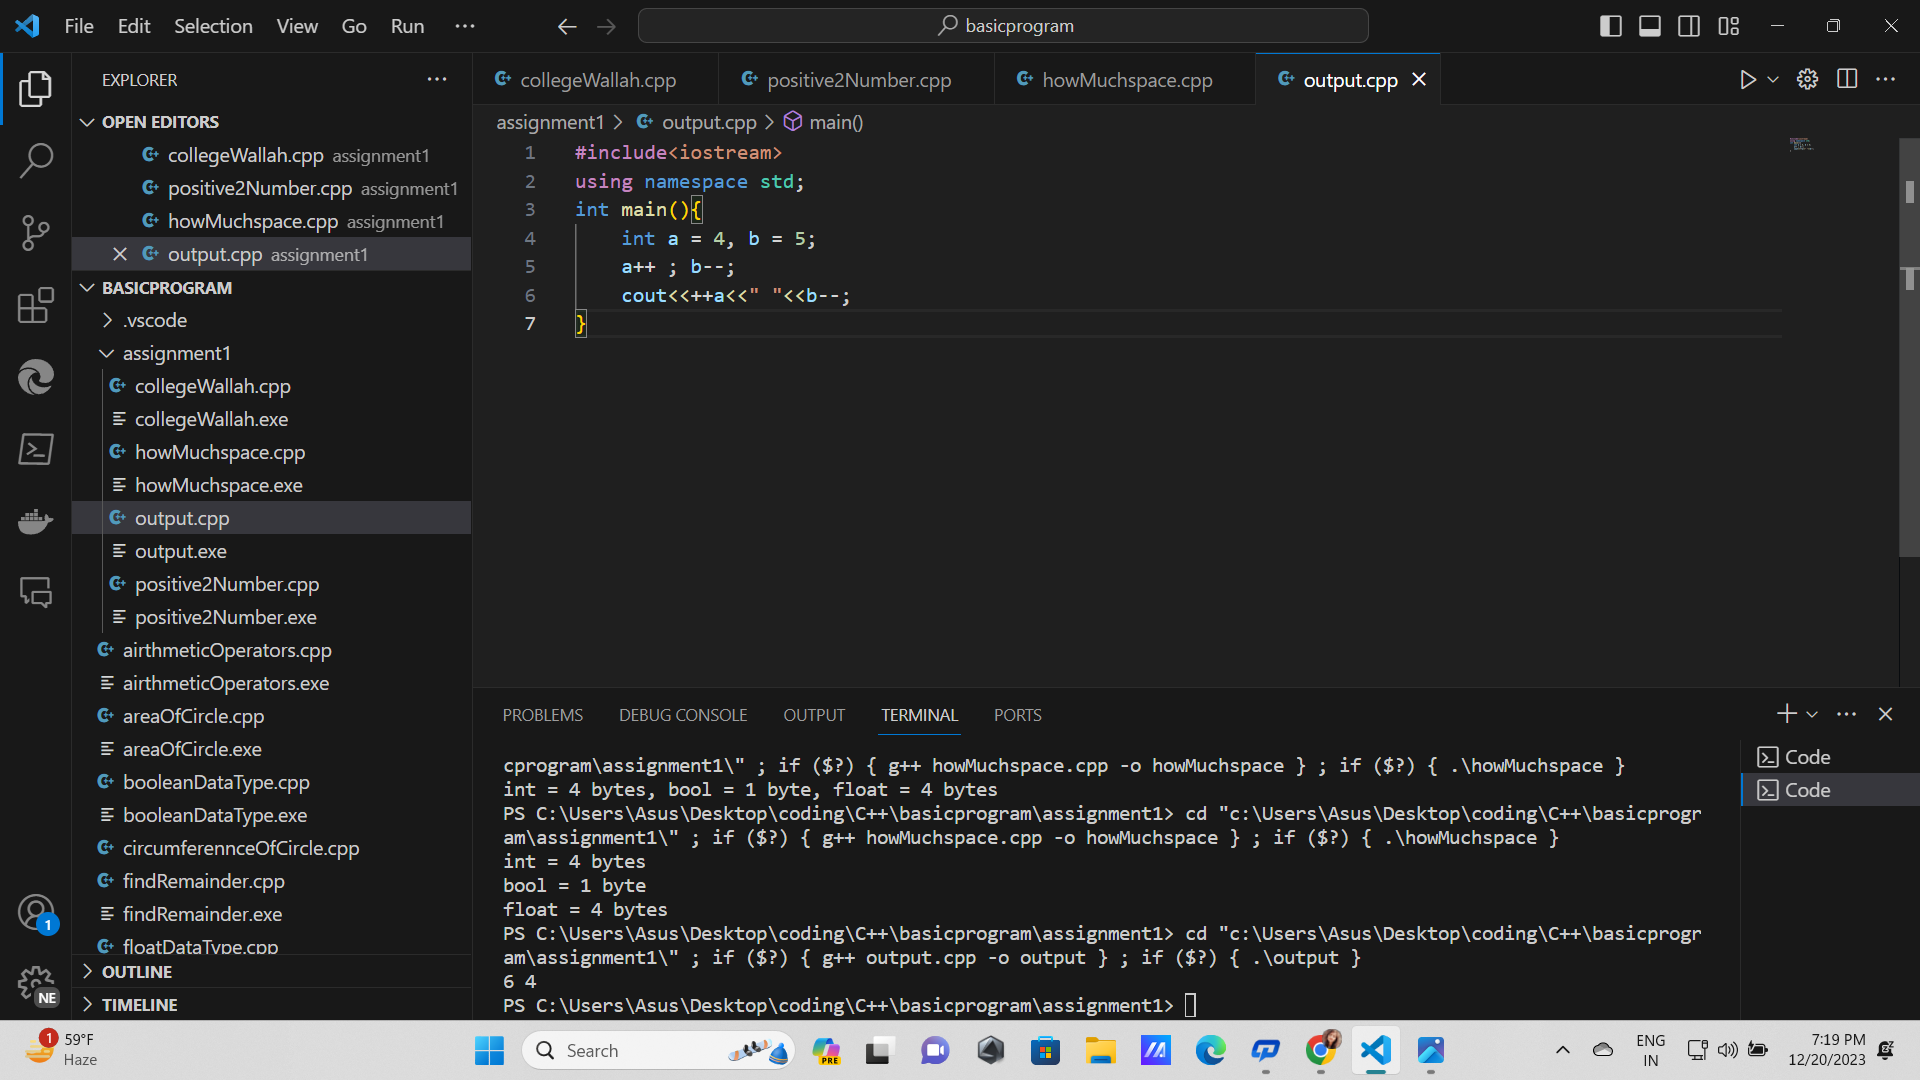 File Edit Selection View Go Run ···
basicprogram
EXPLORER
collegeWallah.cpp positive2Number.cpp howMuchspace.cpp output.cpp
OPEN EDITORS
assignment1 > output.cpp > main()
collegeWallah.cpp assignment1
positive2Number.cpp assignment1
howMuchspace.cpp assignment1
output.cpp assignment1
BASICPROGRAM
.vscode
assignment1
collegeWallah.cpp
collegeWallah.exe
howMuchspace.cpp
howMuchspace.exe
output.cpp
output.exe
positive2Number.cpp
positive2Number.exe
airthmeticOperators.cpp
airthmeticOperators.exe
areaOfCircle.cpp
areaOfCircle.exe
booleanDataType.cpp
booleanDataType.exe
circumferennceOfCircle.cpp
findRemainder.cpp
findRemainder.exe
floatDataType.cpp
OUTLINE
TIMELINE
1
NE
1 #include<iostream>
2 using namespace std;
3 int main(){
4 int a = 4, b = 5;
5 a++ ; b--;
6 cout<<++a<<" "<<b--;
7 }
PROBLEMS DEBUG CONSOLE OUTPUT TERMINAL PORTS
cprogram\assignment1\" ; if ($?) { g++ howMuchspace.cpp -o howMuchspace } ; if ($?) { .\howMuchspace }
int = 4 bytes, bool = 1 byte, float = 4 bytes
PS C:\Users\Asus\Desktop\coding\C++\basicprogram\assignment1> cd "c:\Users\Asus\Desktop\coding\C++\basicprogr
am\assignment1\" ; if ($?) { g++ howMuchspace.cpp -o howMuchspace } ; if ($?) { .\howMuchspace }
int = 4 bytes
bool = 1 byte
float = 4 bytes
PS C:\Users\Asus\Desktop\coding\C++\basicprogram\assignment1> cd "c:\Users\Asus\Desktop\coding\C++\basicprogr
am\assignment1\" ; if ($?) { g++ output.cpp -o output } ; if ($?) { .\output }
6 4
PS C:\Users\Asus\Desktop\coding\C++\basicprogram\assignment1>
Code
Code
1
59°F
Haze
Search
PRE
ENG
IN
7:19 PM
12/20/2023